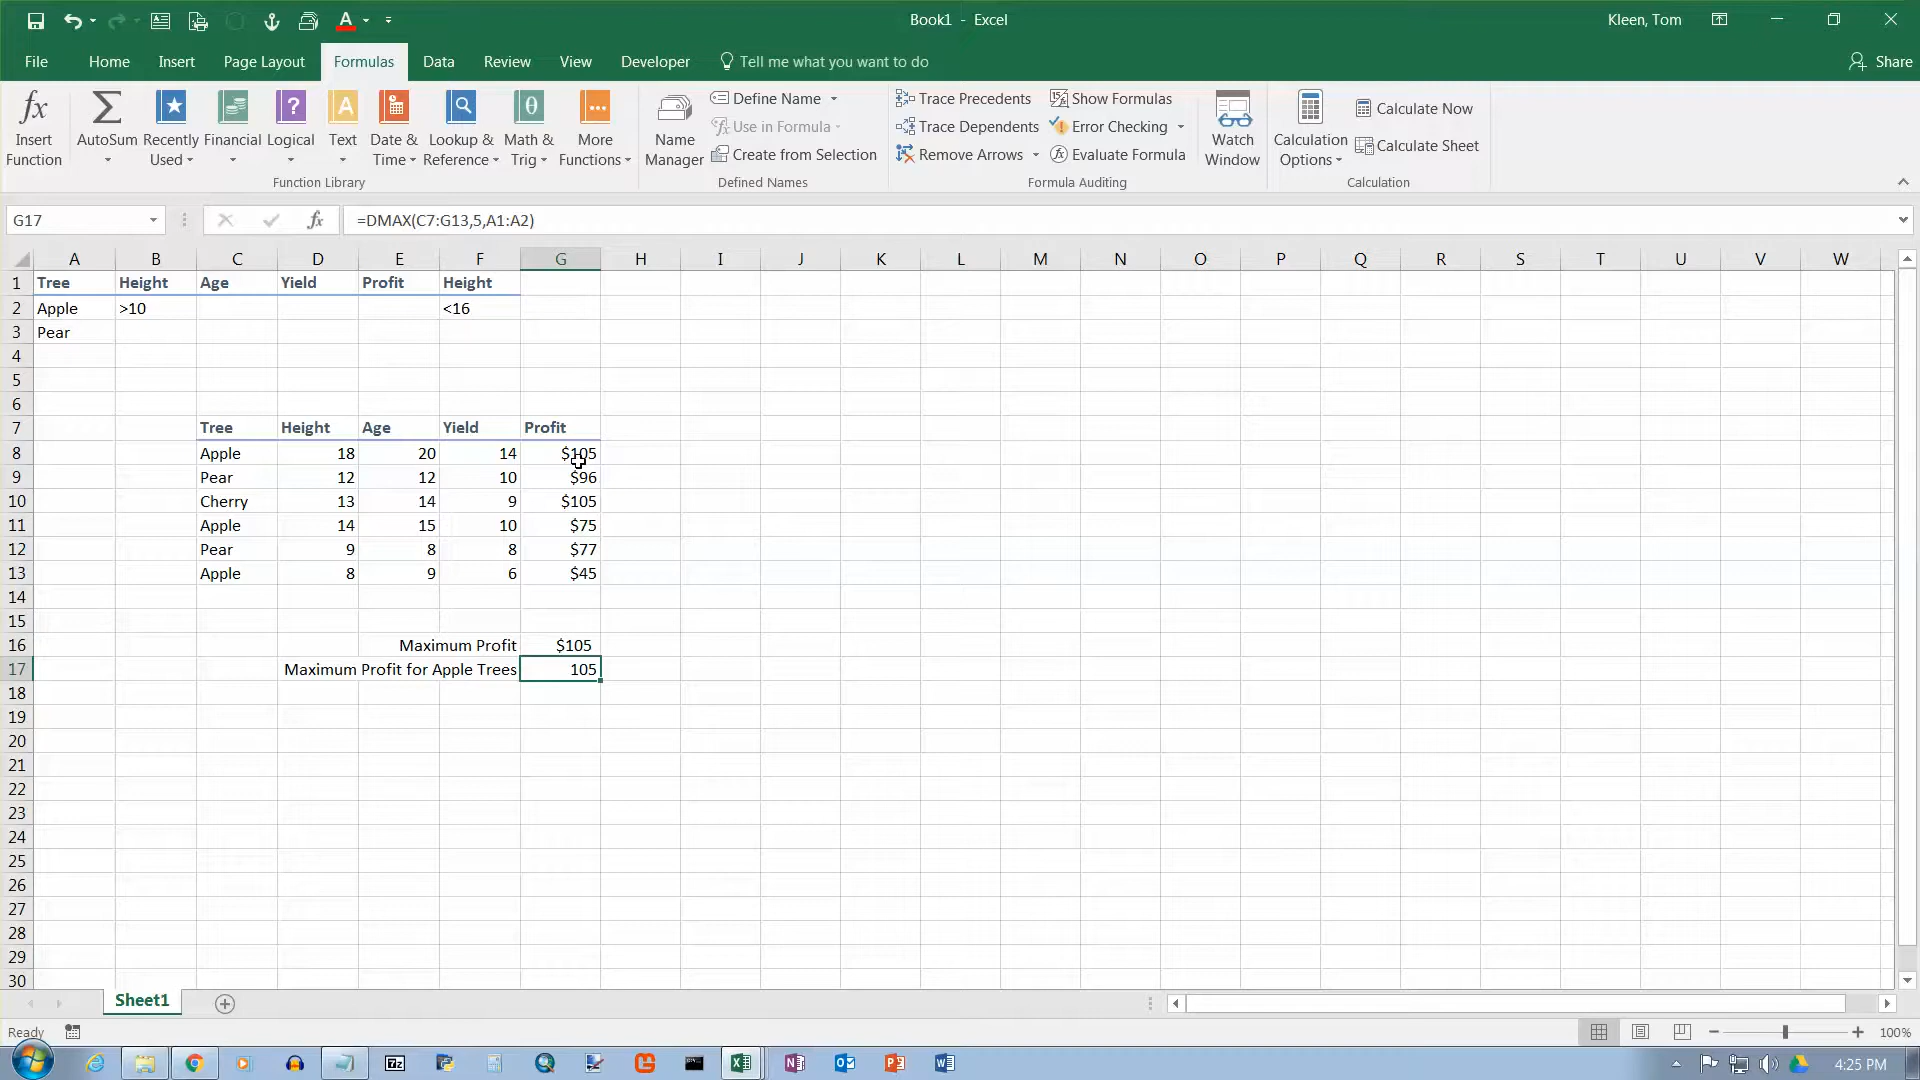 Book1 - Excel
Kleen, Tom
File Home Insert Page Layout Formulas Data Review View Developer Tell me what you want to do Share
fx Insert Function
AutoSum
Recently Used
Financial
Logical
Text
Date & Time
Lookup & Reference
Math & Trig
More Functions
Function Library
Name Manager
Define Name
Use in Formula
Create from Selection
Defined Names
Trace Precedents
Trace Dependents
Remove Arrows
Show Formulas
Error Checking
Evaluate Formula
Formula Auditing
Watch Window
Calculation Options
Calculate Now
Calculate Sheet
Calculation
G17 fx =DMAX(C7:G13,5,A1:A2)
A B C D E F G H I J K L M N O P Q R S T U V W
1 Tree Height Age Yield Profit Height
2 Apple >10 <16
3 Pear
4
5
6
7 Tree Height Age Yield Profit
8 Apple 18 20 14 $105
9 Pear 12 12 10 $96
10 Cherry 13 14 9 $105
11 Apple 14 15 10 $75
12 Pear 9 8 8 $77
13 Apple 8 9 6 $45
14
15
16 Maximum Profit $105
17 Maximum Profit for Apple Trees 105
18
19
20
21
22
23
24
25
26
27
28
29
30
Sheet1
Ready 100%
4:25 PM